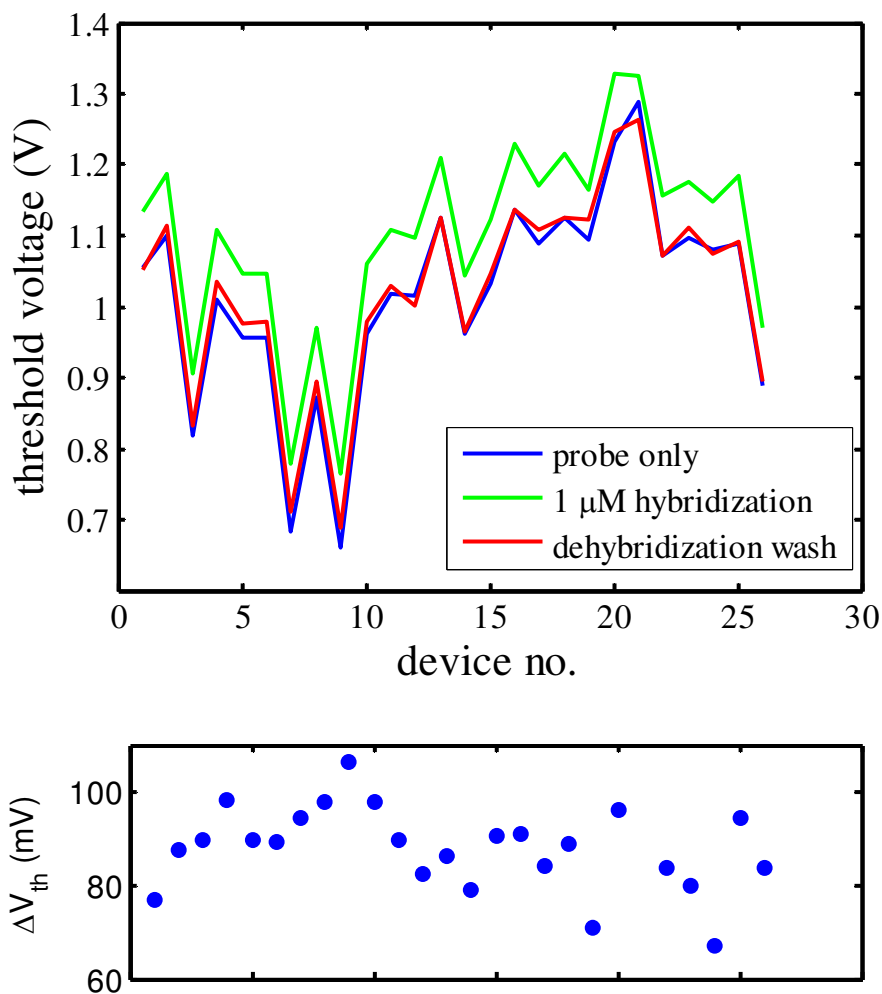 1.4
1.3
1.2
1.1
1
0.9
0.8
0.7
threshold voltage (V)
probe only
1 μM hybridization
dehybridization wash
0 5 10 15 20 25 30
device no.
100
80
60
ΔVth (mV)